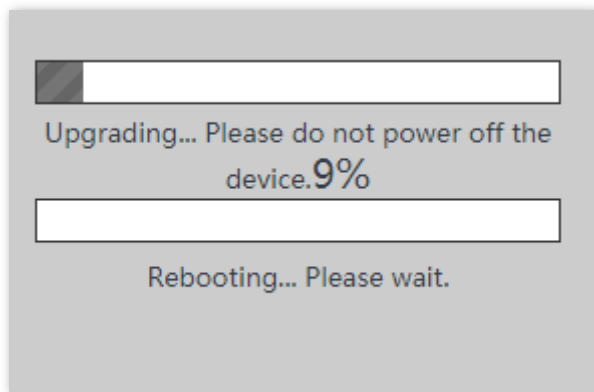 Upgrading... Please do not power off the
device.9%
Rebooting... Please wait.